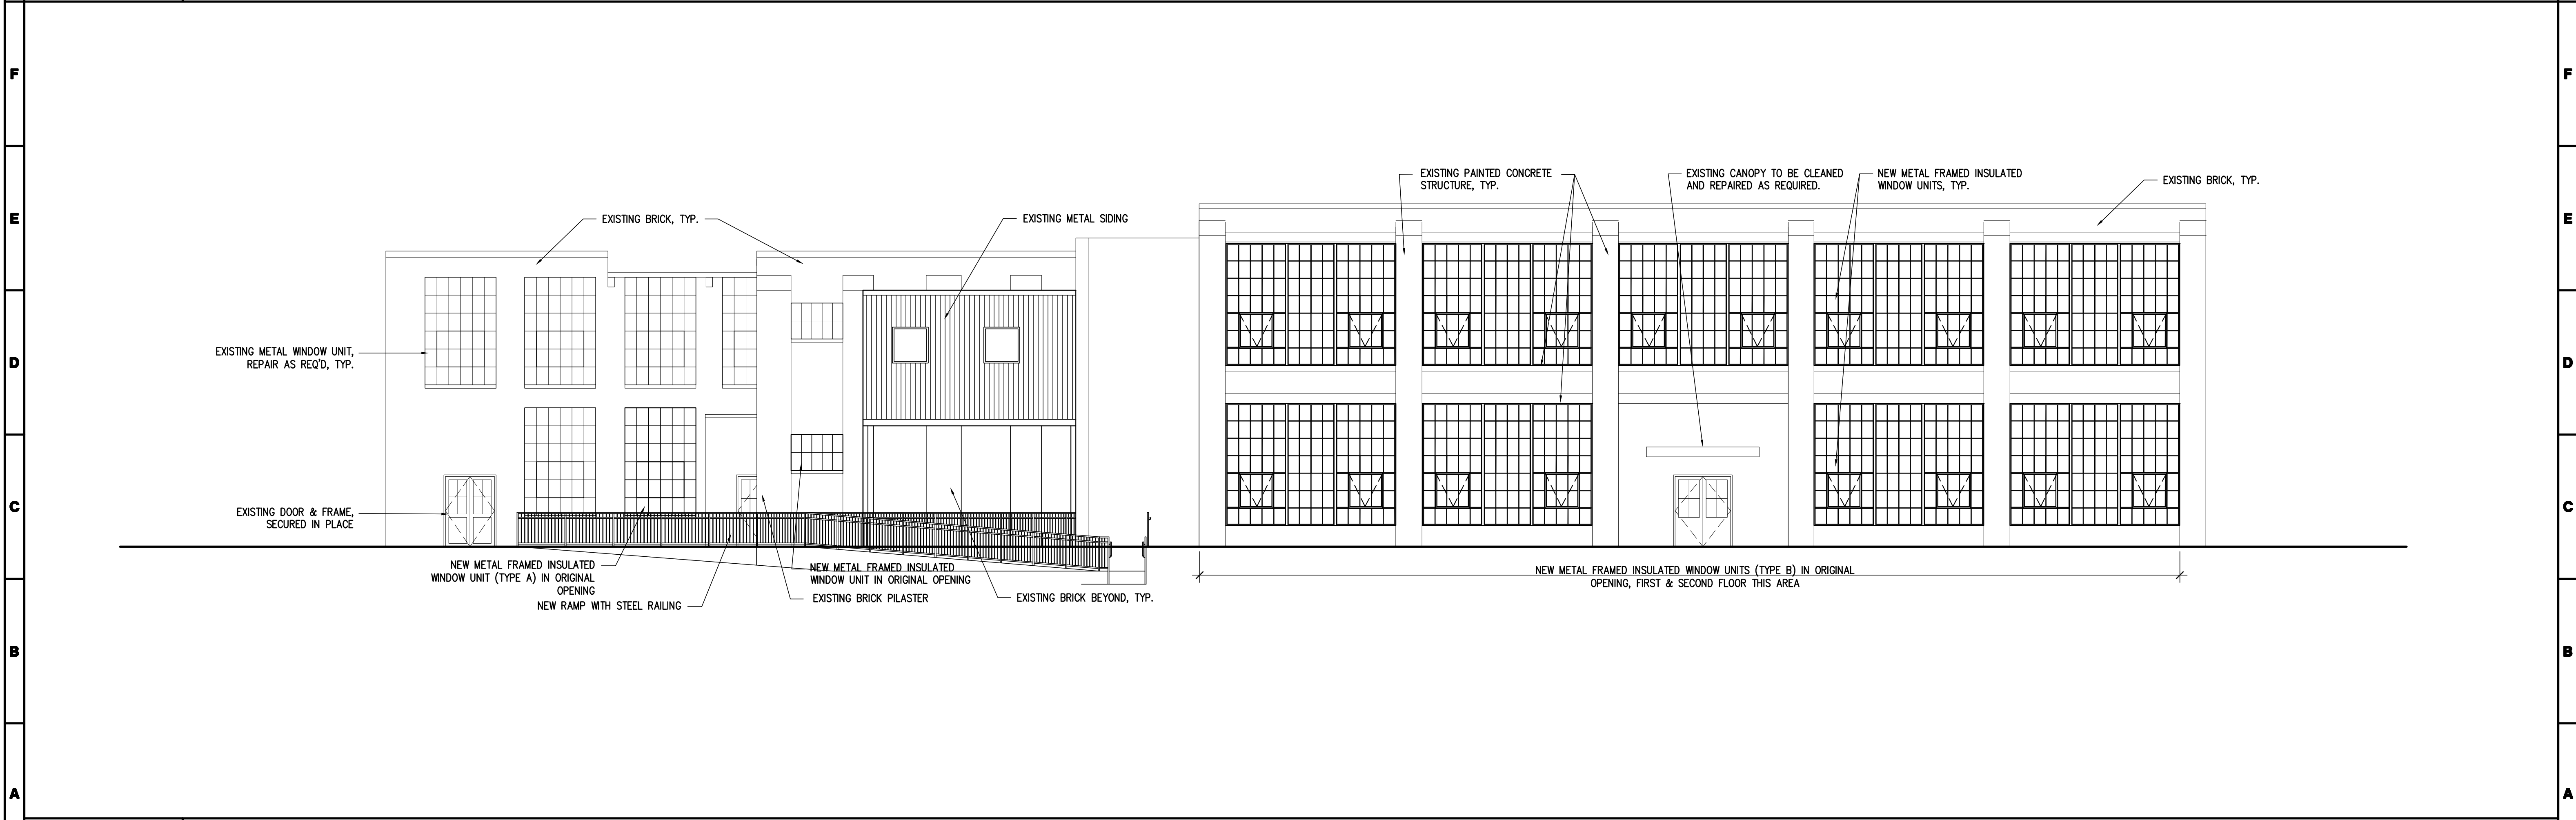 F
F
EXISTING PAINTED CONCRETE
STRUCTURE, TYP.
EXISTING CANOPY TO BE CLEANED
AND REPAIRED AS REQUIRED.
NEW METAL FRAMED INSULATED
WINDOW UNITS, TYP.
EXISTING BRICK, TYP.
E
EXISTING BRICK, TYP.
EXISTING METAL SIDING
E
EXISTING METAL WINDOW UNIT,
REPAIR AS REQ'D, TYP.
D
D
EXISTING DOOR & FRAME,
SECURED IN PLACE
C
C
NEW METAL FRAMED INSULATED
WINDOW UNIT (TYPE A) IN ORIGINAL
OPENING
NEW RAMP WITH STEEL RAILING
NEW METAL FRAMED INSULATED
WINDOW UNIT IN ORIGINAL OPENING
EXISTING BRICK PILASTER
EXISTING BRICK BEYOND, TYP.
NEW METAL FRAMED INSULATED WINDOW UNITS (TYPE B) IN ORIGINAL
OPENING, FIRST & SECOND FLOOR THIS AREA
B
B
A
A